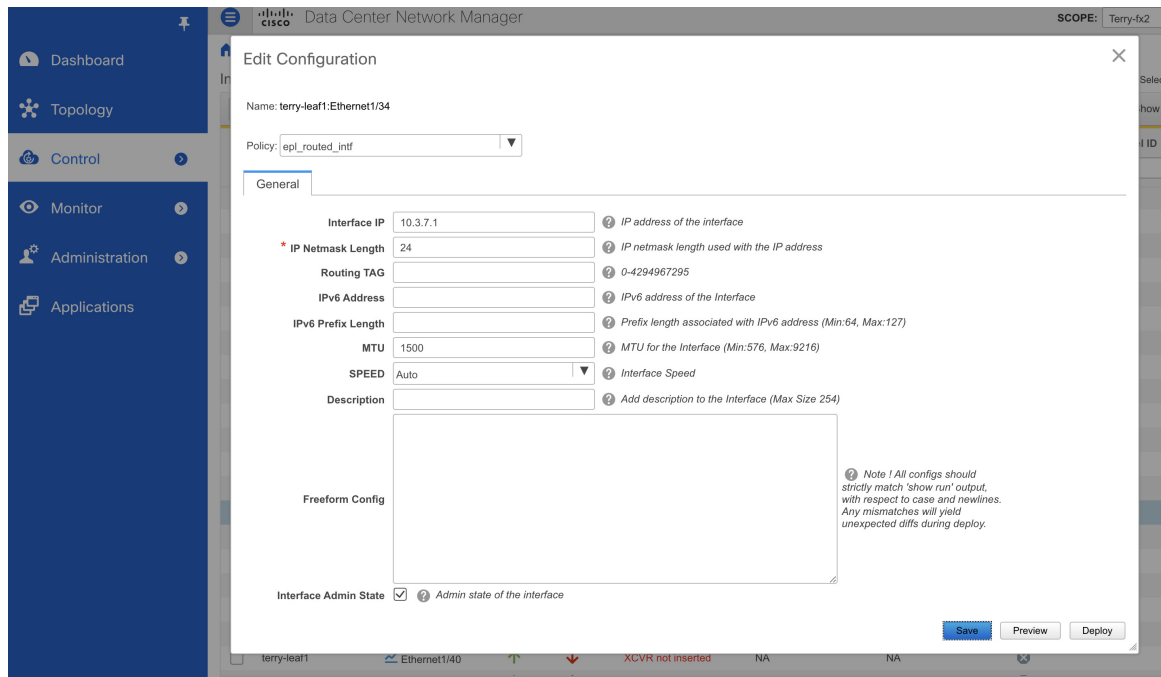 cisco Data Center Network Manager
SCOPE: Terry-fx2
Dashboard
Topology
Control
Monitor
Administration
Applications
Edit Configuration
Name: terry-leaf1:Ethernet1/34
Policy: epl_routed_intf
General
Interface IP 10.3.7.1 ? IP address of the interface
* IP Netmask Length 24 ? IP netmask length used with the IP address
Routing TAG ? 0-4294967295
IPv6 Address ? IPv6 address of the Interface
IPv6 Prefix Length ? Prefix length associated with IPv6 address (Min:64, Max:127)
MTU 1500 ? MTU for the Interface (Min:576, Max:9216)
SPEED Auto ? Interface Speed
Description ? Add description to the Interface (Max Size 254)
Freeform Config
? Note ! All configs should
strictly match 'show run' output,
with respect to case and newlines.
Any mismatches will yield
unexpected diffs during deploy.
Interface Admin State ? Admin state of the interface
Save Preview Deploy
terry-leaf1 Ethernet1/40 XCVR not inserted NA NA